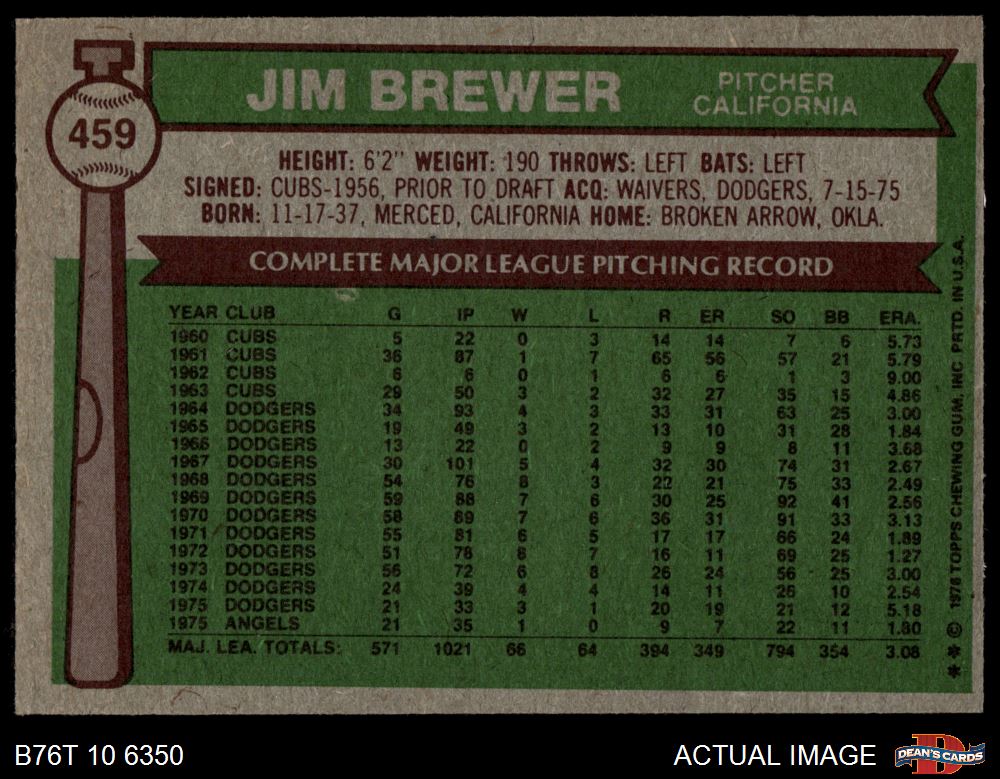 459
JIM BREWER
PITCHER
CALIFORNIA
HEIGHT: 6'2" WEIGHT: 190 THROWS: LEFT BATS: LEFT
SIGNED: CUBS-1956, PRIOR TO DRAFT ACQ: WAIVERS, DODGERS, 7-15-75
BORN: 11-17-37, MERCED, CALIFORNIA HOME: BROKEN ARROW, OKLA.
COMPLETE MAJOR LEAGUE PITCHING RECORD
YEAR CLUB G IP W L R ER SO BB ERA.
1960 CUBS 5 22 0 3 14 14 7 6 5.73
1961 CUBS 36 87 1 7 65 56 57 21 5.79
1962 CUBS 6 6 0 1 6 6 1 3 9.00
1963 CUBS 29 50 3 2 32 27 35 15 4.86
1964 DODGERS 34 93 4 3 33 31 63 25 3.00
1965 DODGERS 19 49 3 2 13 10 31 28 1.84
1966 DODGERS 13 22 0 2 9 9 8 11 3.68
1967 DODGERS 30 101 5 4 32 30 74 31 2.67
1968 DODGERS 54 76 8 3 22 21 75 33 2.49
1969 DODGERS 59 88 7 6 30 25 92 41 2.56
1970 DODGERS 58 89 7 6 36 31 91 33 3.13
1971 DODGERS 55 81 6 5 17 17 66 24 1.89
1972 DODGERS 51 78 8 7 16 11 69 25 1.27
1973 DODGERS 56 72 6 8 26 24 56 25 3.00
1974 DODGERS 24 39 4 4 14 11 26 10 2.54
1975 DODGERS 21 33 3 1 20 19 21 12 5.18
1975 ANGELS 21 35 1 0 9 7 22 11 1.80
MAJ. LEA. TOTALS: 571 1021 66 64 394 349 794 354 3.08
** © 1976 TOPPS CHEWING GUM, INC PRTD. IN U.S.A.
B76T 10 6350
ACTUAL IMAGE
DEAN'S CARDS